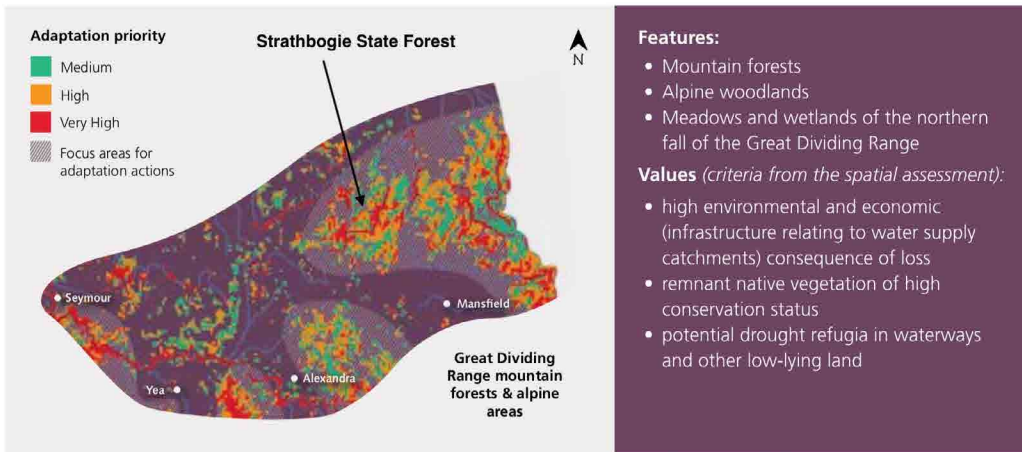 Adaptation priority
Medium
High
Very High
Focus areas for
adaptation actions
Strathbogie State Forest
N
Seymour
Mansfield
Alexandra
Yea
Great Dividing
Range mountain
forests & alpine
areas
Features:
• Mountain forests
• Alpine woodlands
• Meadows and wetlands of the northern
fall of the Great Dividing Range
Values (criteria from the spatial assessment):
• high environmental and economic
(infrastructure relating to water supply
catchments) consequence of loss
• remnant native vegetation of high
conservation status
• potential drought refugia in waterways
and other low-lying land